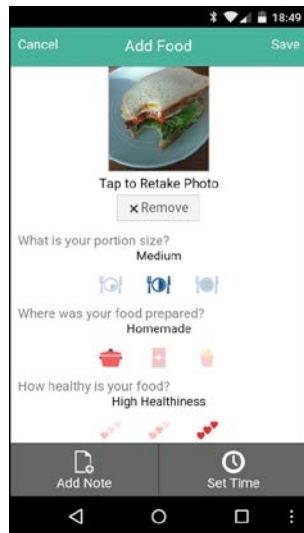 18:49
Cancel Add Food Save
Tap to Retake Photo
× Remove
What is your portion size?
Medium
Where was your food prepared?
Homemade
How healthy is your food?
High Healthiness
Add Note Set Time